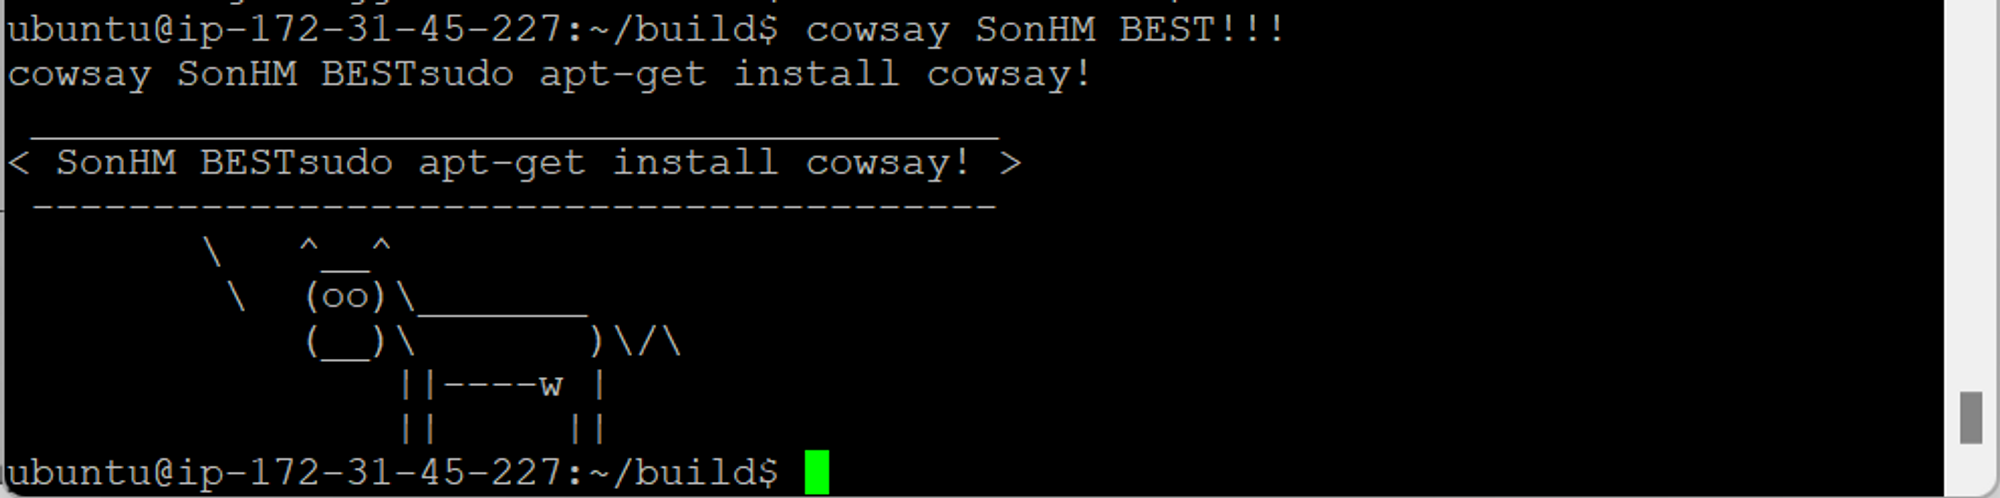 ubuntu@ip-172-31-45-227:~/build$ cowsay SonHM BEST!!!
cowsay SonHM BESTsudo apt-get install cowsay!
 ________________________________________
< SonHM BESTsudo apt-get install cowsay! >
 ----------------------------------------
        \   ^__^
         \  (oo)\_______
            (__)\       )\/\
                ||----w |
                ||     ||
ubuntu@ip-172-31-45-227:~/build$